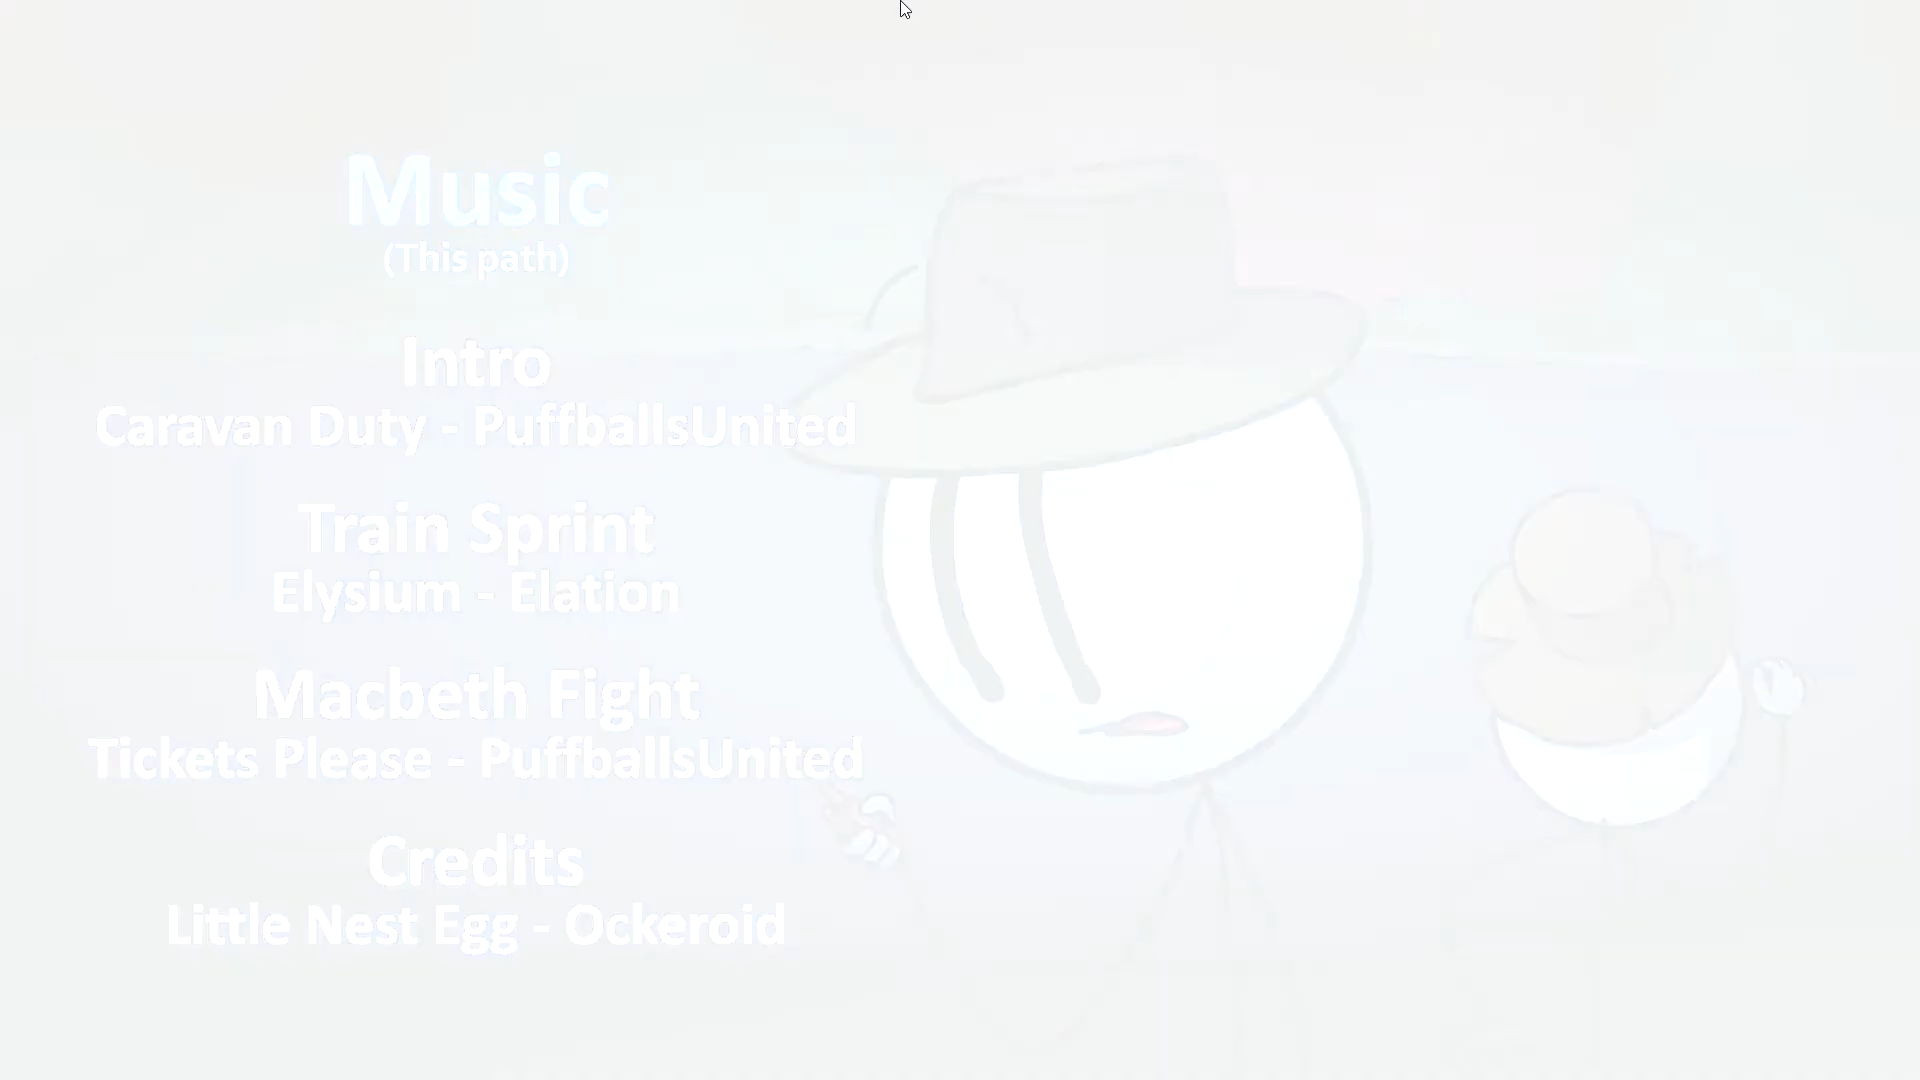 Music
(This path)
Intro
Caravan Duty - PuffballsUnited
Train Sprint
Elysium - Elation
Macbeth Fight
Tickets Please - PuffballsUnited
Credits
Little Nest Egg - Ockeroid